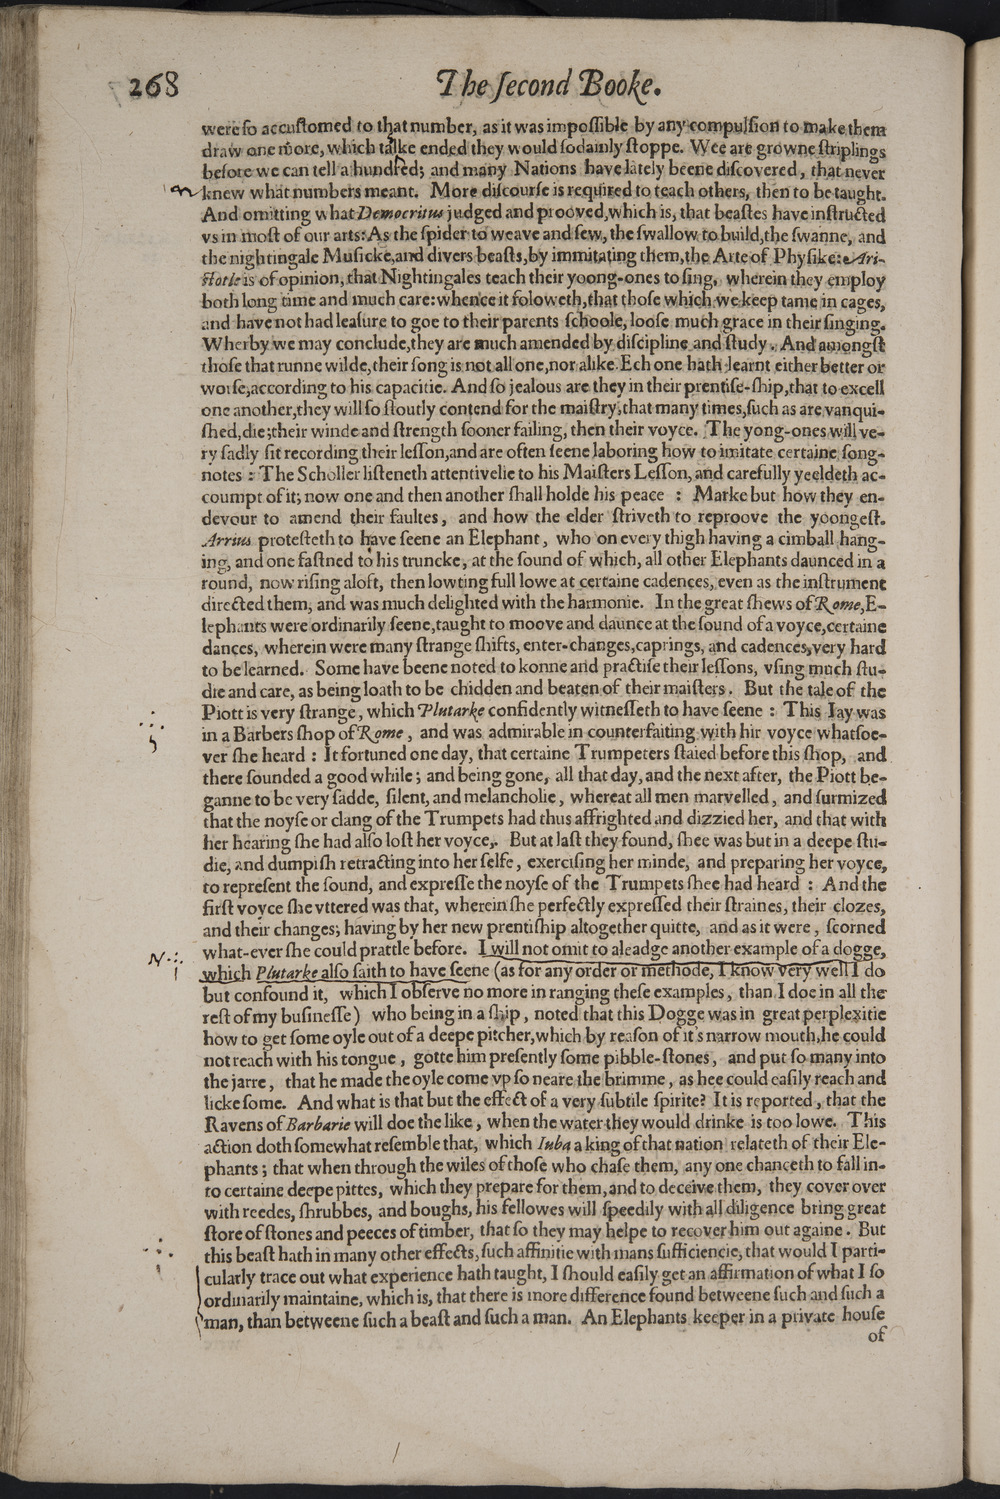 268
The ſecond Booke.
were ſo accuſtomed to that number, as it was impoſſible by any compulſion to make them
draw one more, which talke ended they would ſodainly ſtoppe. Wee are growne ſtriplings
before we can tell a hundred; and many Nations have lately beene diſcovered, that never
knew what numbers meant. More diſcourſe is required to teach others, then to be taught.
And omitting what Democritus judged and prooved, which is, that beaſtes have inſtructed
vs in moſt of our arts: As the ſpider to weave and ſew, the ſwallow to build, the ſwanne, and
the nightingale Muſicke, and divers beaſts, by immitating them, the Arte of Phyſike: Ari-
ſtotle is of opinion, that Nightingales teach their yoong-ones to ſing, wherein they employ
both long time and much care: whence it foloweth, that thoſe which we keep tame in cages,
and have not had leaſure to goe to their parents ſchoole, looſe much grace in their ſinging.
Wherby we may conclude, they are much amended by diſcipline and ſtudy. And amongſt
thoſe that runne wilde, their ſong is not all one, nor alike. Ech one hath learnt either better or
worſe, according to his capacitie. And ſo jealous are they in their prentiſe-ſhip, that to excell
one another, they will ſo ſtoutly contend for the maiſtry, that many times, ſuch as are vanqui-
ſhed, die; their winde and ſtrength ſooner failing, then their voyce. The yong-ones will ve-
ry ſadly ſit recording their leſſon, and are often ſeene laboring how to imitate certaine ſong-
notes : The Scholler liſteneth attentivelie to his Maiſters Leſſon, and carefully yeeldeth ac-
coumpt of it; now one and then another ſhall holde his peace : Marke but how they en-
devour to amend their faultes, and how the elder ſtriveth to reproove the yoongeſt.
Arrius proteſteth to have ſeene an Elephant, who on every thigh having a cimball hang-
ing, and one faſtned to his truncke, at the ſound of which, all other Elephants daunced in a
round, now riſing aloft, then lowting full lowe at certaine cadences, even as the inſtrument
directed them, and was much delighted with the harmonie. In the great ſhews of Rome, E-
lephants were ordinarily ſeene, taught to moove and daunce at the ſound of a voyce, certaine
dances, wherein were many ſtrange ſhifts, enter-changes, caprings, and cadences, very hard
to be learned. Some have beene noted to konne and practiſe their leſſons, vſing much ſtu-
die and care, as being loath to be chidden and beaten of their maiſters. But the tale of the
Piott is very ſtrange, which Plutarke confidently witneſſeth to have ſeene : This Jay was
in a Barbers ſhop of Rome, and was admirable in counterfaiting with hir voyce whatſoe-
ver ſhe heard : It fortuned one day, that certaine Trumpeters ſtaied before this ſhop, and
there ſounded a good while; and being gone, all that day, and the next after, the Piott be-
ganne to be very ſadde, ſilent, and melancholie, whereat all men marvelled, and ſurmized
that the noyſe or clang of the Trumpets had thus affrighted and dizzied her, and that with
her hearing ſhe had alſo loſt her voyce,. But at laſt they found, ſhee was but in a deepe ſtu-
die, and dumpiſh retracting into her ſelfe, exerciſing her minde, and preparing her voyce,
to repreſent the ſound, and expreſſe the noyſe of the Trumpets ſhee had heard : And the
firſt voyce ſhe vttered was that, wherein ſhe perfectly expreſſed their ſtraines, their clozes,
and their changes; having by her new prentiſhip altogether quitte, and as it were, ſcorned
what-ever ſhe could prattle before. I will not omit to aleadge another example of a dogge,
N
which Plutarke alſo ſaith to have ſeene (as for any order or methode, I know very well I do
but confound it, which I obſerve no more in ranging theſe examples, than I doe in all the
reſt of my buſineſſe) who being in a ſhip, noted that this Dogge was in great perplexitie
how to get ſome oyle out of a deepe pitcher, which by reaſon of it's narrow mouth, he could
not reach with his tongue, gotte him preſently ſome pibble-ſtones, and put ſo many into
the jarre, that he made the oyle come vp ſo neare the brimme, as hee could eaſily reach and
licke ſome. And what is that but the effect of a very ſubtile ſpirite? It is reported, that the
Ravens of Barbarie will doe the like, when the water they would drinke is too lowe. This
action doth ſomewhat reſemble that, which Iuba a king of that nation relateth of their Ele-
phants; that when through the wiles of thoſe who chaſe them, any one chanceth to fall in-
to certaine deepe pittes, which they prepare for them, and to deceive them, they cover over
with reedes, ſhrubbes, and boughs, his fellowes will ſpeedily with all diligence bring great
ſtore of ſtones and peeces of timber, that ſo they may helpe to recover him out againe. But
this beaſt hath in many other effects, ſuch affinitie with mans ſufficiencie, that would I parti-
cularly trace out what experience hath taught, I ſhould eaſily get an affirmation of what I ſo
ordinarily maintaine, which is, that there is more difference found betweene ſuch and ſuch a
man, than betweene ſuch a beaſt and ſuch a man. An Elephants keeper in a private houſe
of